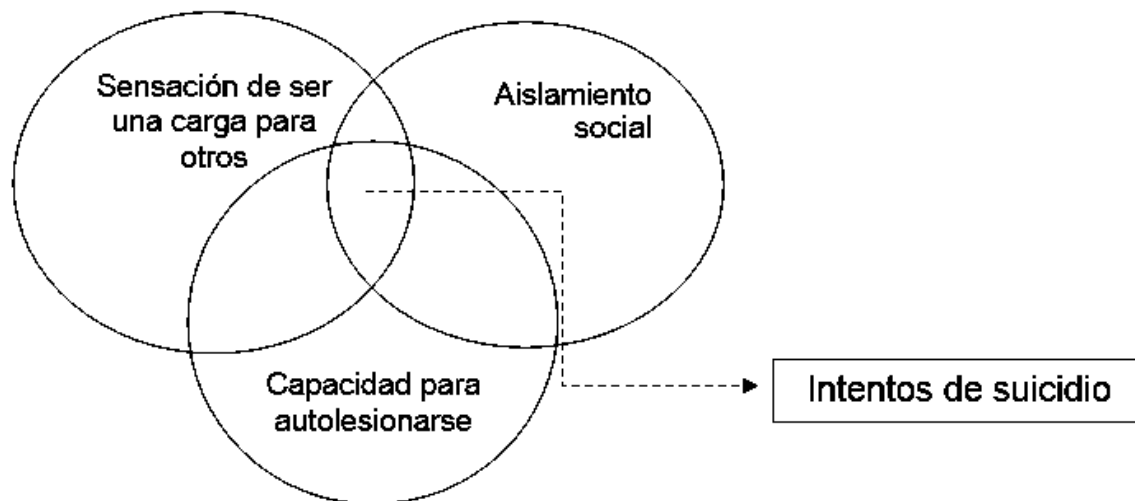 Sensación de ser
una carga para
otros
Aislamiento
social
Capacidad para
autolesionarse
Intentos de suicidio